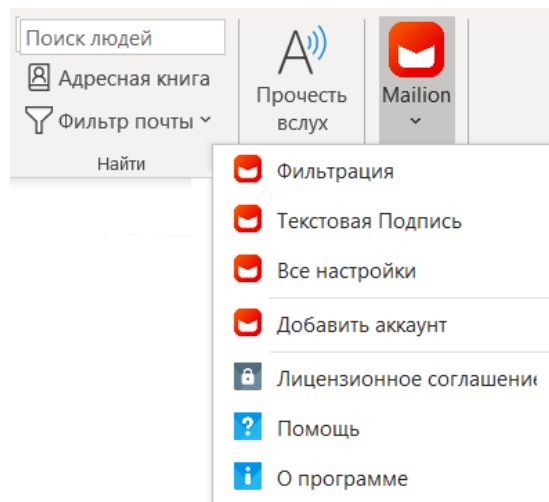 Поиск людей
Адресная книга
Фильтр почты
Найти
Прочесть
вслух
Mailion
Фильтрация
Текстовая Подпись
Все настройки
Добавить аккаунт
Лицензионное соглашение
Помощь
О программе